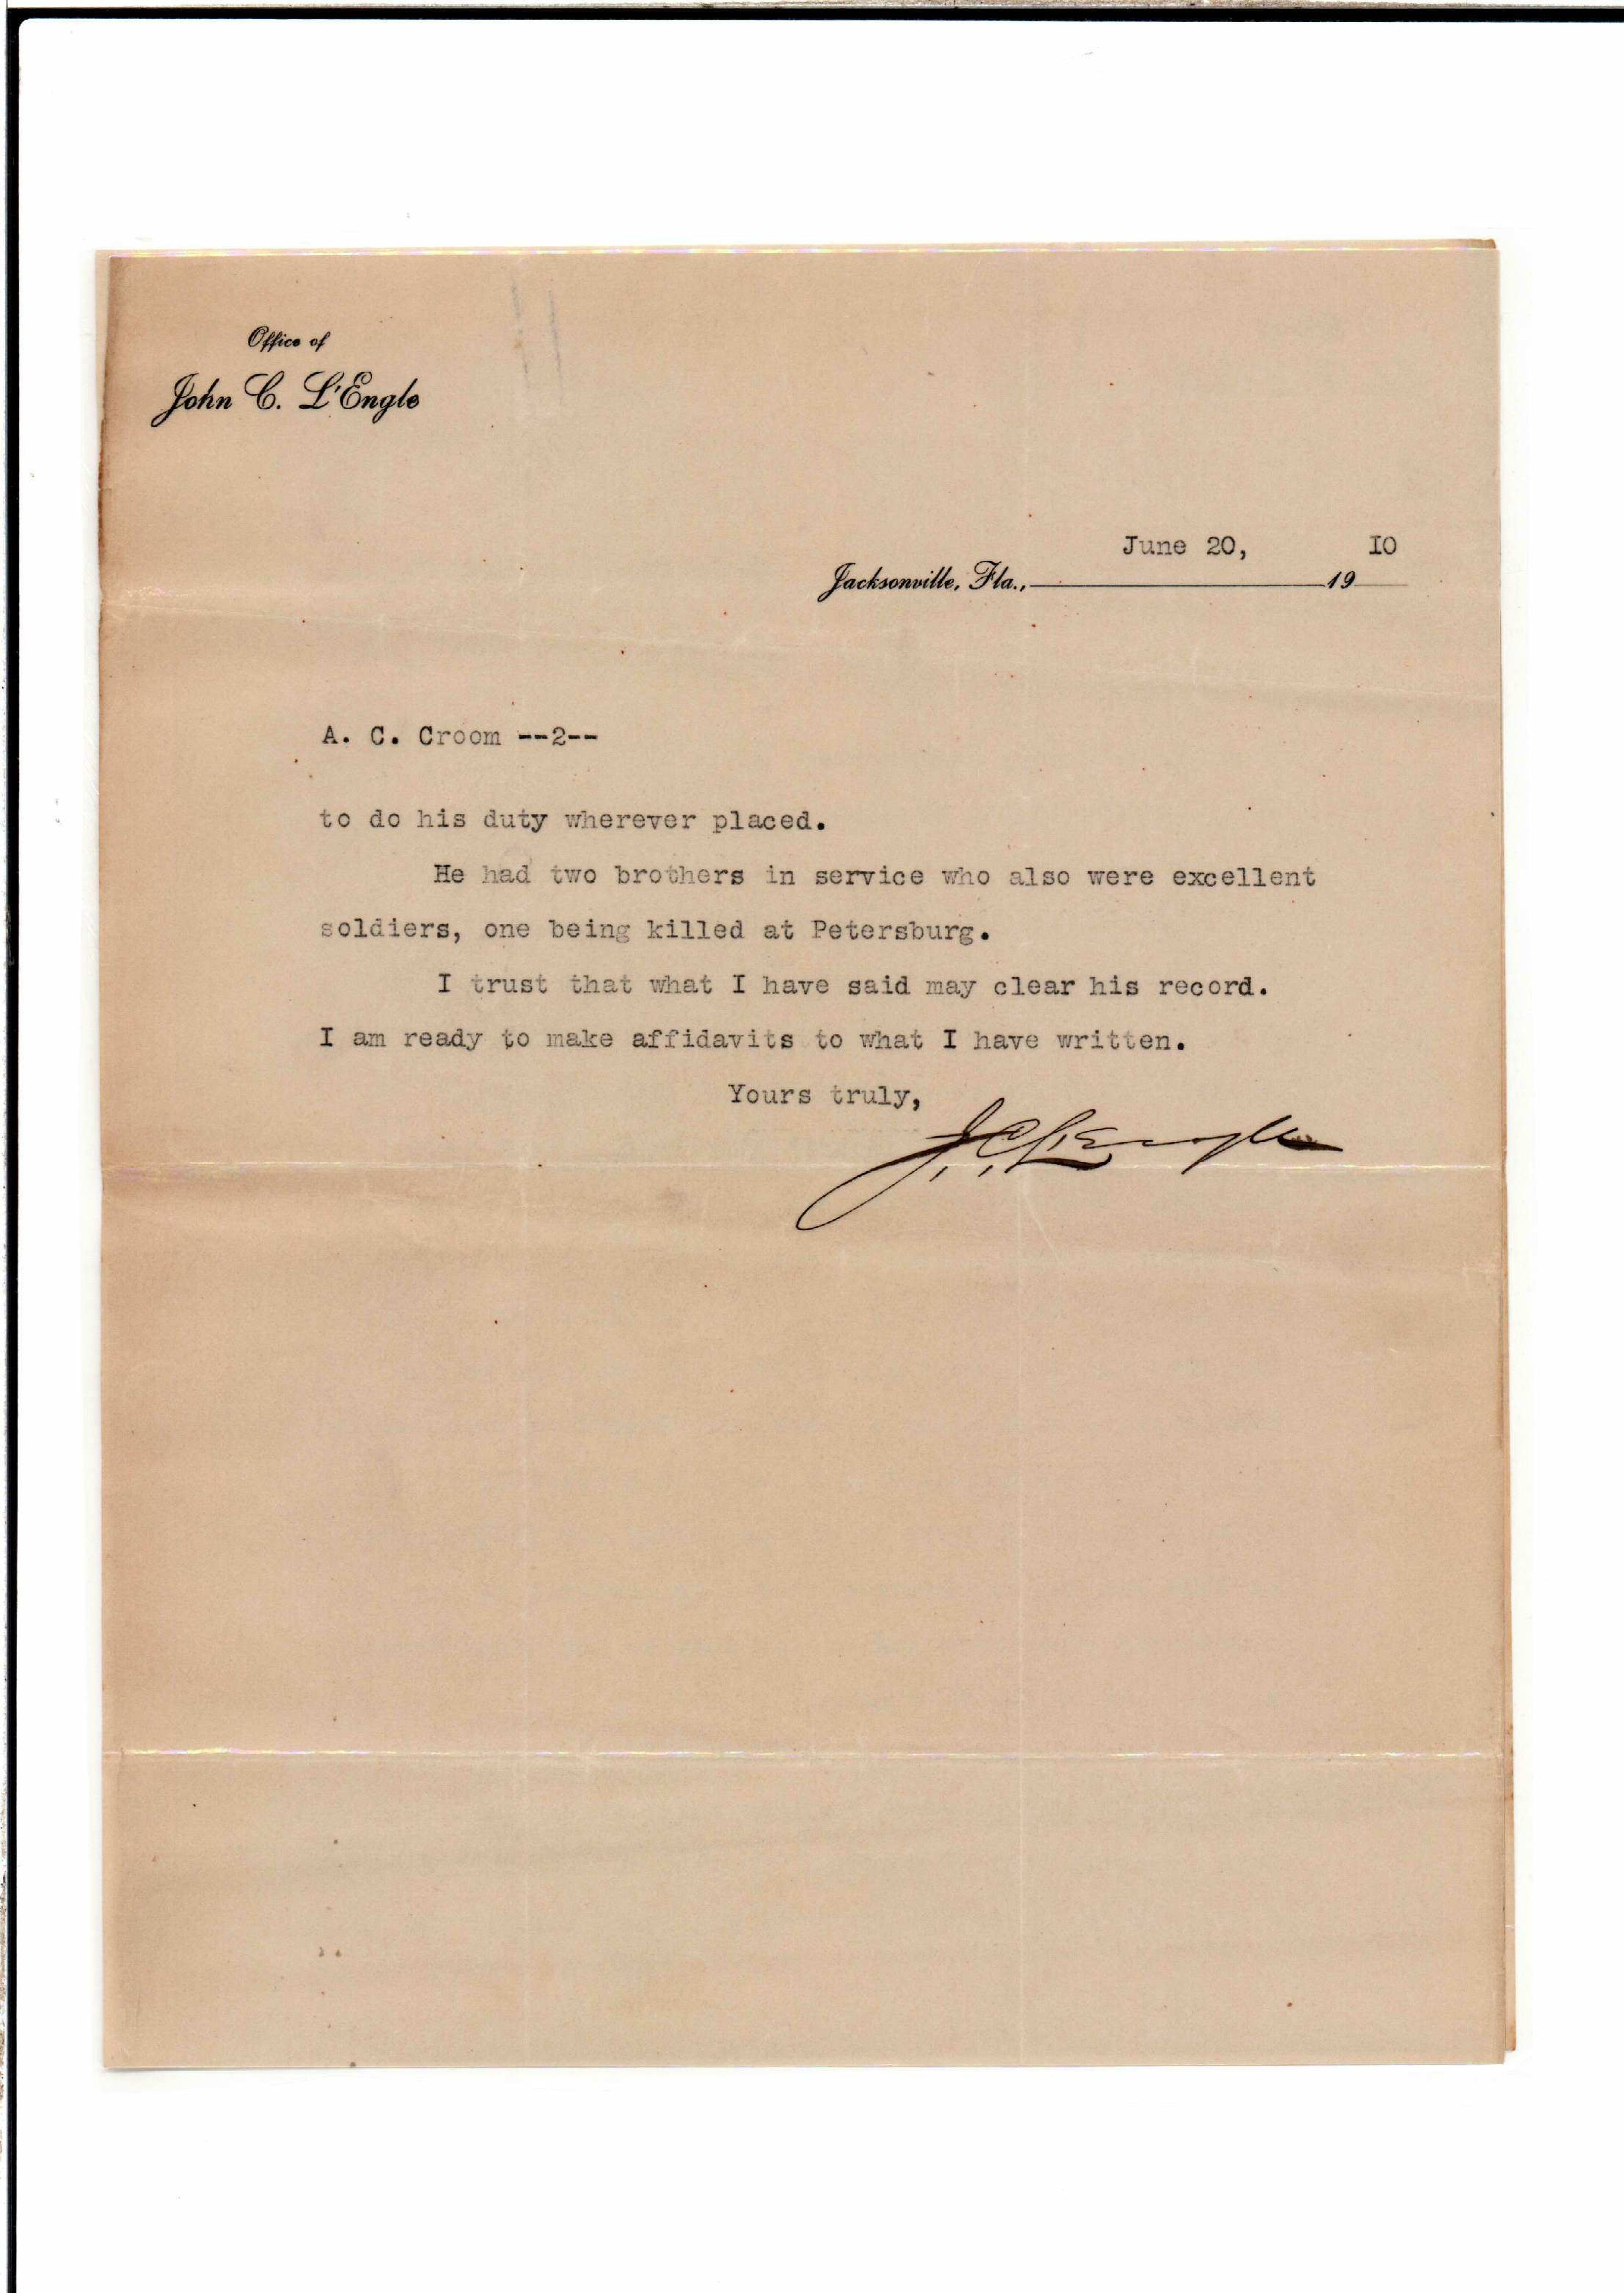 Office of
John C. L'Engle
June 20, I0
Jacksonville, Fla., 19
A. C. Croom --2--
to do his duty wherever placed.
He had two brothers in service who also were excellent
soldiers, one being killed at Petersburg.
I trust that what I have said may clear his record.
I am ready to make affidavits to what I have written.
Yours truly,
J. C. L'Engle